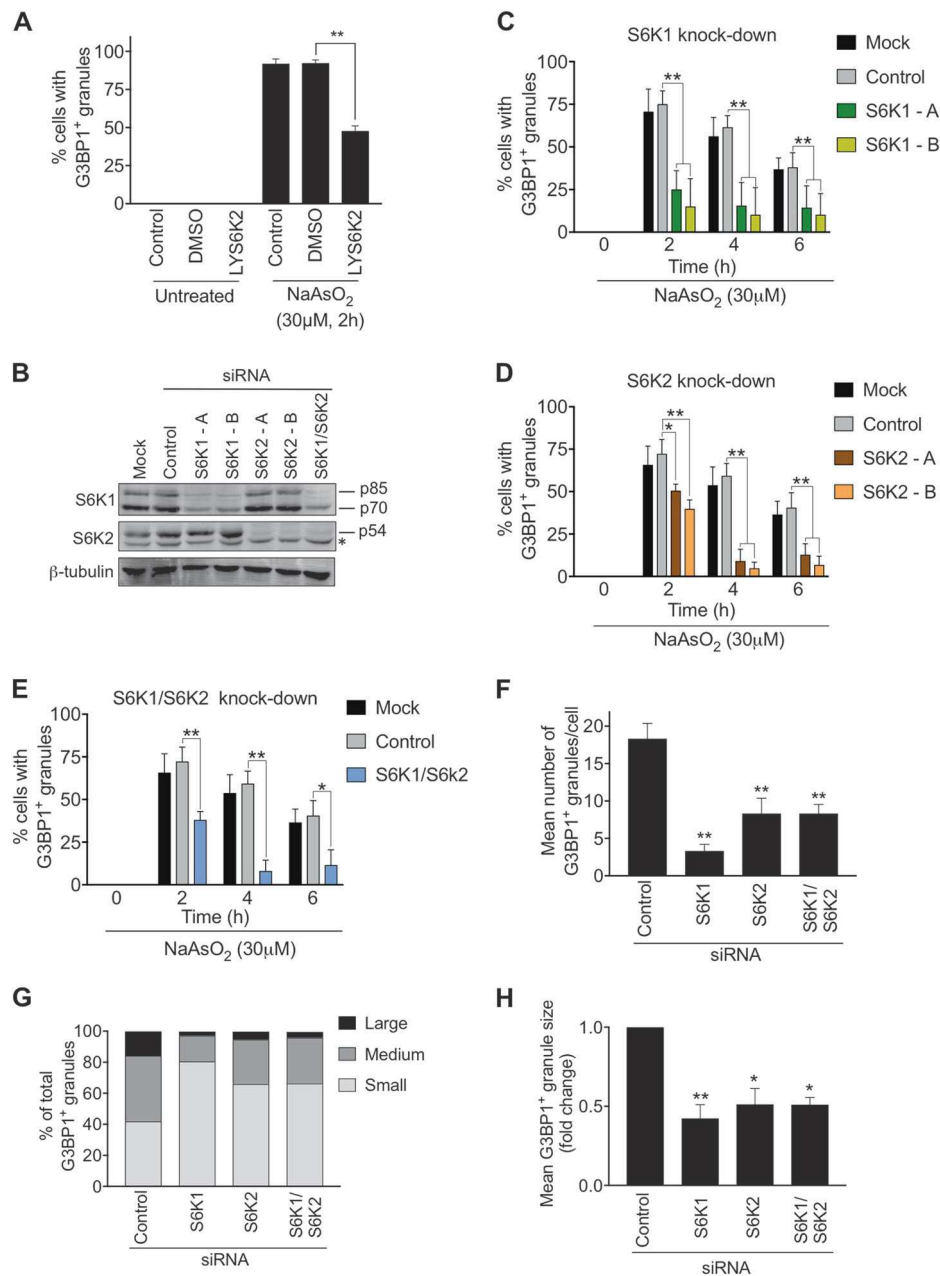 A
% cells with
G3BP1+ granules
100
75
50
25
0
**
Control
DMSO
LYS6K2
Control
DMSO
LYS6K2
Untreated
NaAsO2
(30µM, 2h)
B
siRNA
Mock
Control
S6K1 - A
S6K1 - B
S6K2 - A
S6K2 - B
S6K1/S6K2
S6K1
p85
p70
S6K2
p54
*
β-tubulin
C
S6K1 knock-down
% cells with
G3BP1+ granules
100
75
50
25
0
**
**
**
0 2 4 6
Time (h)
NaAsO2 (30µM)
Mock
Control
S6K1 - A
S6K1 - B
D
S6K2 knock-down
% cells with
G3BP1+ granules
100
75
50
25
0
**
*
**
**
0 2 4 6
Time (h)
NaAsO2 (30µM)
Mock
Control
S6K2 - A
S6K2 - B
E
S6K1/S6K2 knock-down
% cells with
G3BP1+ granules
100
75
50
25
0
**
**
*
0 2 4 6
Time (h)
NaAsO2 (30µM)
Mock
Control
S6K1/S6k2
F
Mean number of
G3BP1+ granules/cell
20
15
10
5
0
**
**
**
Control
S6K1
S6K2
S6K1/
S6K2
siRNA
G
% of total
G3BP1+ granules
100
80
60
40
20
0
Large
Medium
Small
Control
S6K1
S6K2
S6K1/
S6K2
siRNA
H
Mean G3BP1+ granule size
(fold change)
1.0
0.5
0.0
**
*
*
Control
S6K1
S6K2
S6K1/
S6K2
siRNA